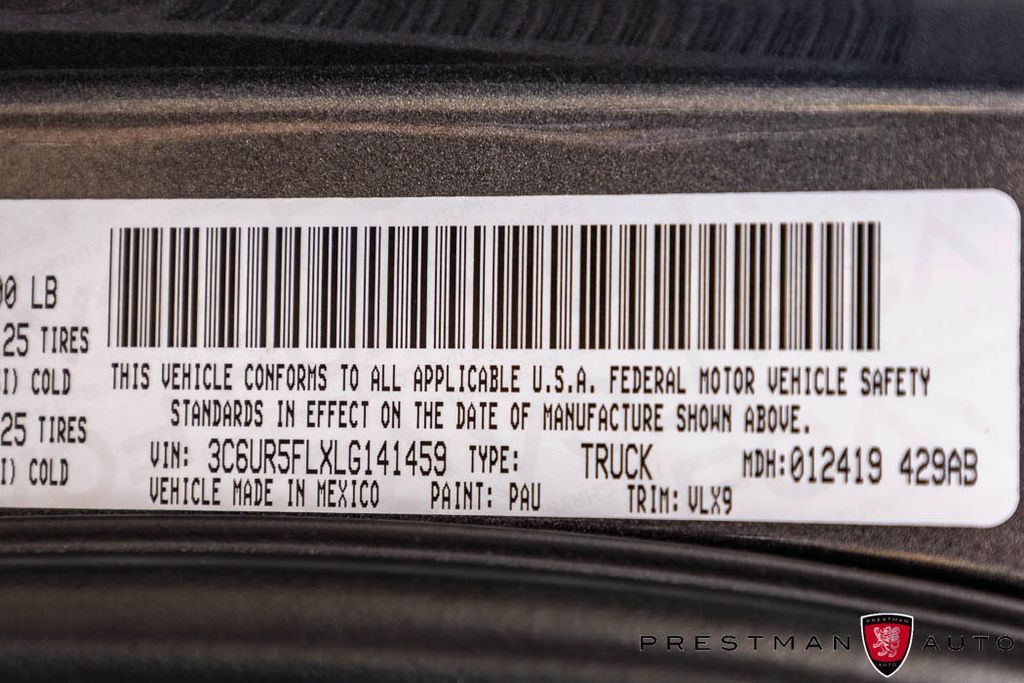 00 LB
25 TIRES
I) COLD
25 TIRES
I) COLD
THIS VEHICLE CONFORMS TO ALL APPLICABLE U.S.A. FEDERAL MOTOR VEHICLE SAFETY
STANDARDS IN EFFECT ON THE DATE OF MANUFACTURE SHOWN ABOVE.
VIN: 3C6UR5FLXLG141459 TYPE: TRUCK MDH:012419 429AB
VEHICLE MADE IN MEXICO PAINT: PAU TRIM: VLX9
PRESTMAN AUTO
PRESTMAN
AUTO